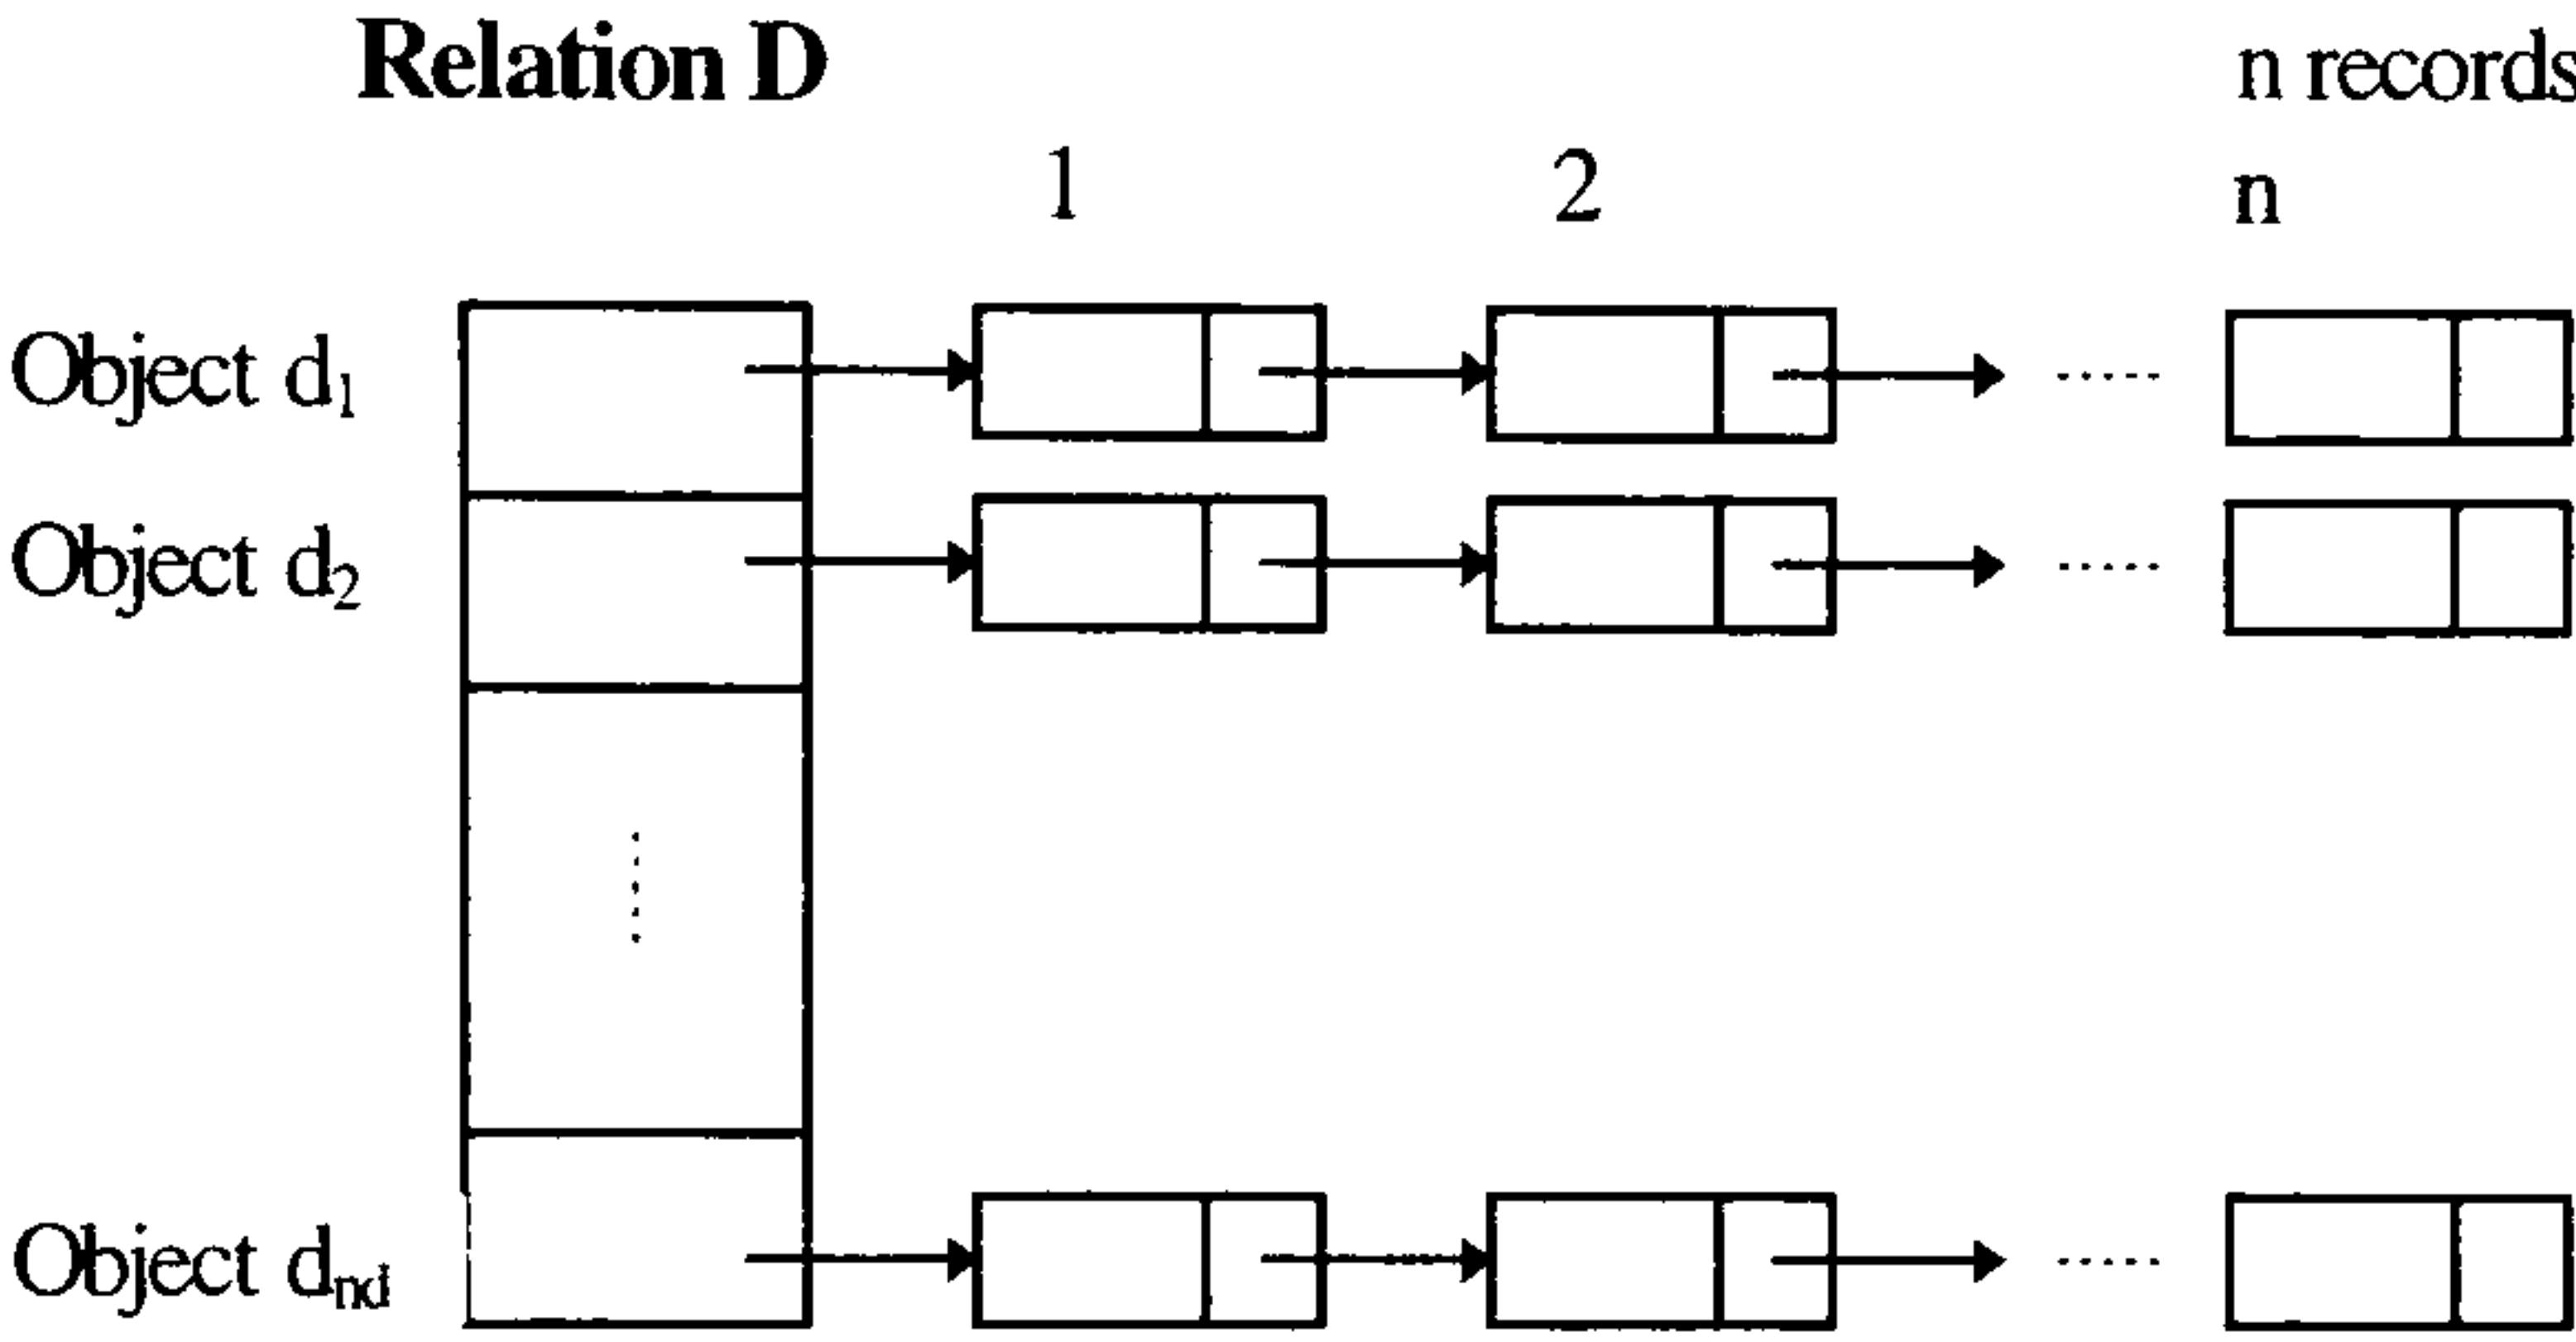 Relation D
n records
1 2 n
Object d₁
Object d₂
Object dₙd